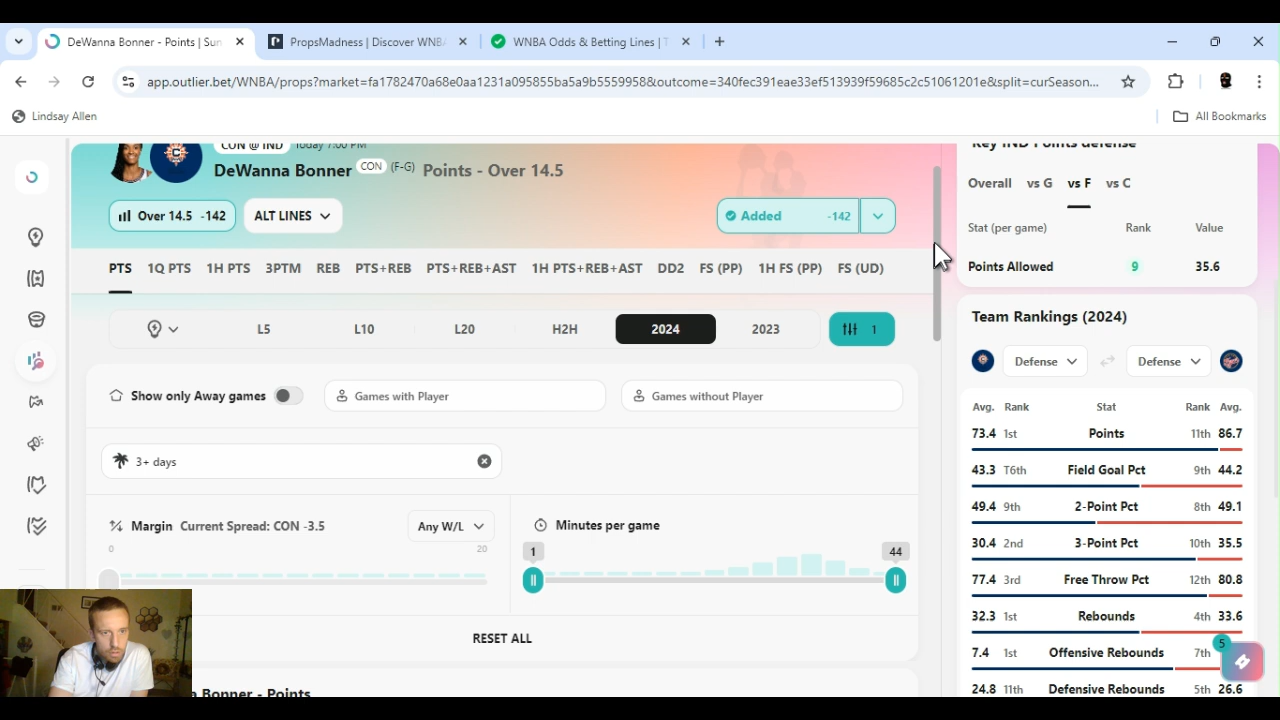 DeWanna Bonner - Points | Sun
PropsMadness | Discover WNB
WNBA Odds & Betting Lines | T
app.outlier.bet/WNBA/props?market=fa1782470a68e0aa1231a095855ba5a9b5559958&outcome=340fec391eae33ef513939f59685c2c51061201e&split=curSeason...
Lindsay Allen
All Bookmarks
CON @ IND Today 7:00 PM
DeWanna Bonner CON (F-G) Points - Over 14.5
Over 14.5 -142
ALT LINES
Added -142
PTS 1Q PTS 1H PTS 3PTM REB PTS+REB PTS+REB+AST 1H PTS+REB+AST DD2 FS (PP) 1H FS (PP) FS (UD)
L5 L10 L20 H2H 2024 2023 1
Show only Away games
Games with Player
Games without Player
3+ days
Margin Current Spread: CON -3.5
Any W/L
0 20
Minutes per game
1 44
RESET ALL
Bonner - Points
Key IND Points defense
Overall vs G vs F vs C
Stat (per game) Rank Value
Points Allowed 9 35.6
Team Rankings (2024)
Defense Defense
Avg. Rank Stat Rank Avg.
73.4 1st Points 11th 86.7
43.3 T6th Field Goal Pct 9th 44.2
49.4 9th 2-Point Pct 8th 49.1
30.4 2nd 3-Point Pct 10th 35.5
77.4 3rd Free Throw Pct 12th 80.8
32.3 1st Rebounds 4th 33.6
7.4 1st Offensive Rebounds 7th
5
24.8 11th Defensive Rebounds 5th 26.6